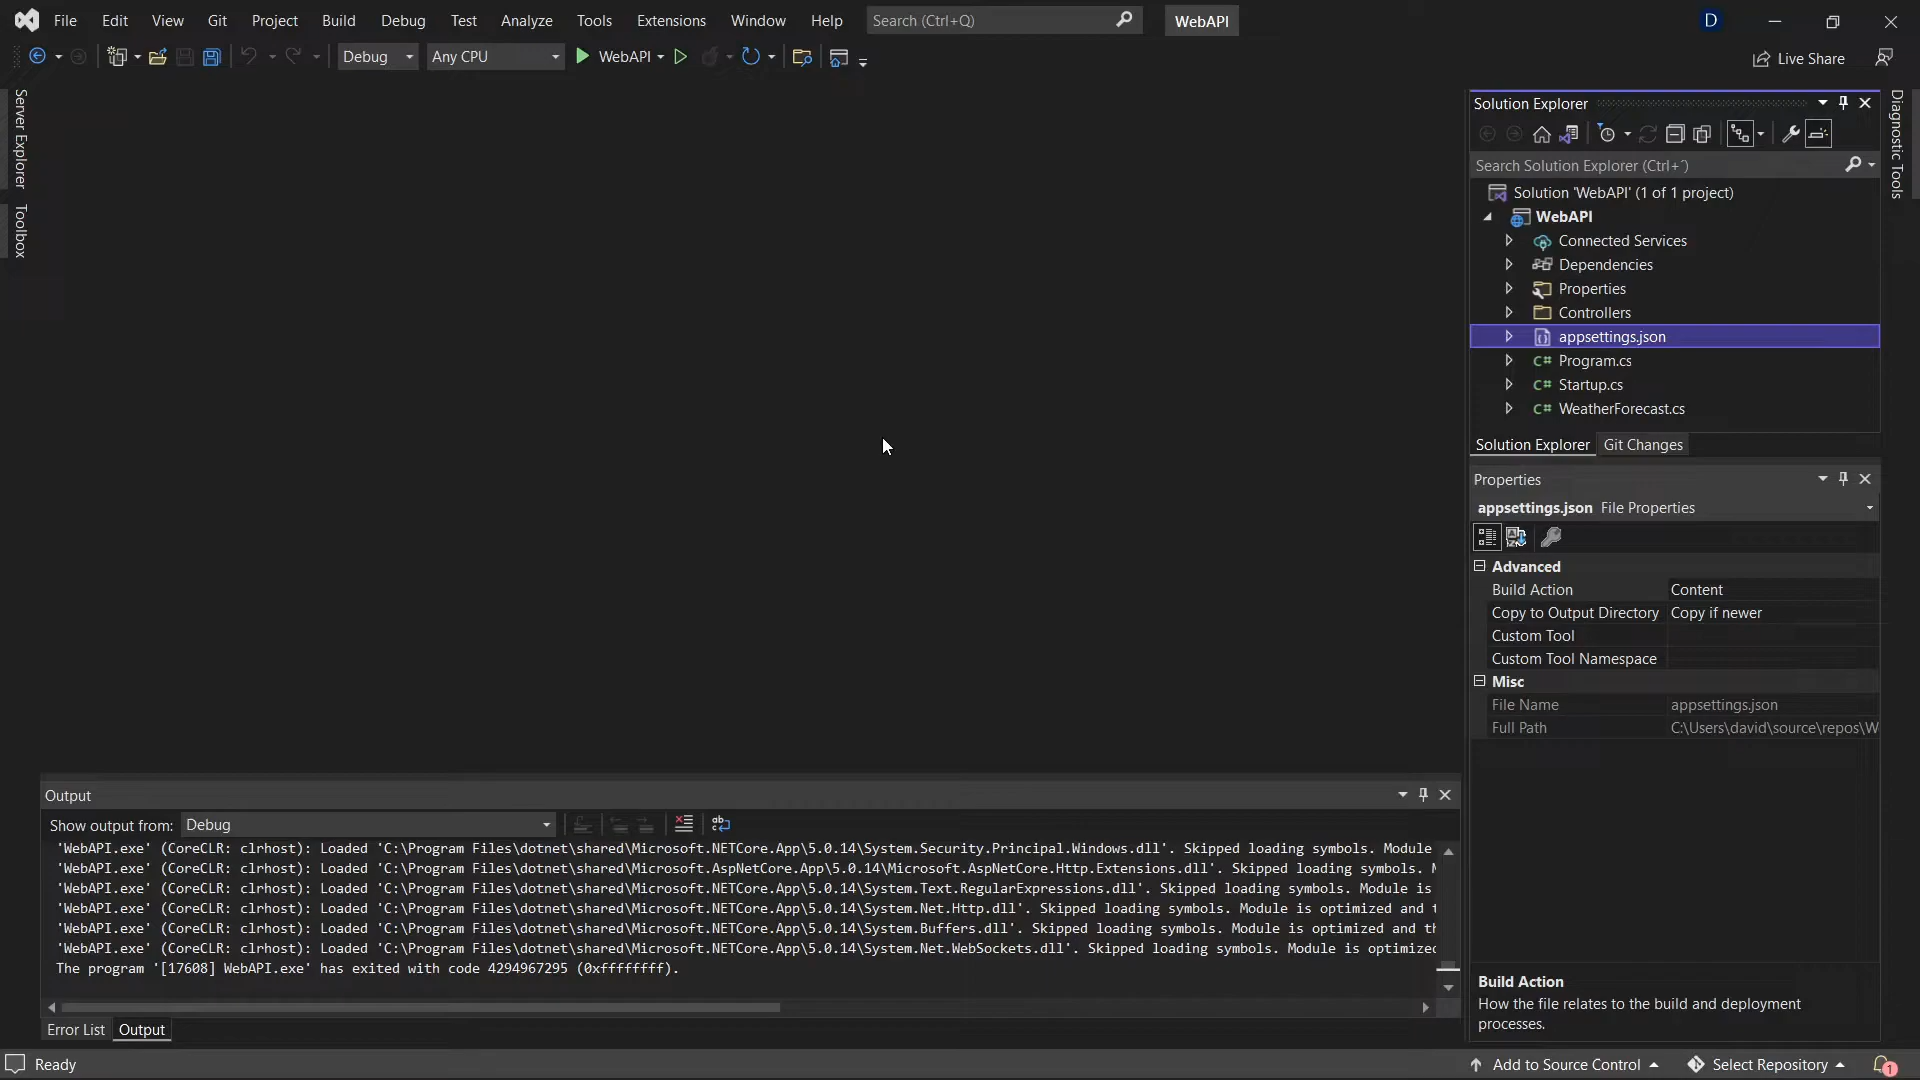 File Edit View Git Project Build Debug Test Analyze Tools Extensions Window Help Search (Ctrl+Q) WebAPI D
Debug Any CPU WebAPI Live Share
Server Explorer
Toolbox
Diagnostic Tools
Solution Explorer
Search Solution Explorer (Ctrl+¨)
Solution 'WebAPI' (1 of 1 project)
WebAPI
Connected Services
Dependencies
Properties
Controllers
appsettings.json
C# Program.cs
C# Startup.cs
C# WeatherForecast.cs
Solution Explorer Git Changes
Properties
appsettings.json File Properties
Advanced
Build Action Content
Copy to Output Directory Copy if newer
Custom Tool
Custom Tool Namespace
Misc
File Name appsettings.json
Full Path C:\Users\david\source\repos\W
Build Action
How the file relates to the build and deployment
processes.
Output
Show output from: Debug
'WebAPI.exe' (CoreCLR: clrhost): Loaded 'C:\Program Files\dotnet\shared\Microsoft.NETCore.App\5.0.14\System.Security.Principal.Windows.dll'. Skipped loading symbols. Module
'WebAPI.exe' (CoreCLR: clrhost): Loaded 'C:\Program Files\dotnet\shared\Microsoft.AspNetCore.App\5.0.14\Microsoft.AspNetCore.Http.Extensions.dll'. Skipped loading symbols.
'WebAPI.exe' (CoreCLR: clrhost): Loaded 'C:\Program Files\dotnet\shared\Microsoft.NETCore.App\5.0.14\System.Text.RegularExpressions.dll'. Skipped loading symbols. Module is
'WebAPI.exe' (CoreCLR: clrhost): Loaded 'C:\Program Files\dotnet\shared\Microsoft.NETCore.App\5.0.14\System.Net.Http.dll'. Skipped loading symbols. Module is optimized and
'WebAPI.exe' (CoreCLR: clrhost): Loaded 'C:\Program Files\dotnet\shared\Microsoft.NETCore.App\5.0.14\System.Buffers.dll'. Skipped loading symbols. Module is optimized and
'WebAPI.exe' (CoreCLR: clrhost): Loaded 'C:\Program Files\dotnet\shared\Microsoft.NETCore.App\5.0.14\System.Net.WebSockets.dll'. Skipped loading symbols. Module is
The program '[17608] WebAPI.exe' has exited with code 4294967295 (0xffffffff).
Error List Output
Ready Add to Source Control Select Repository 1